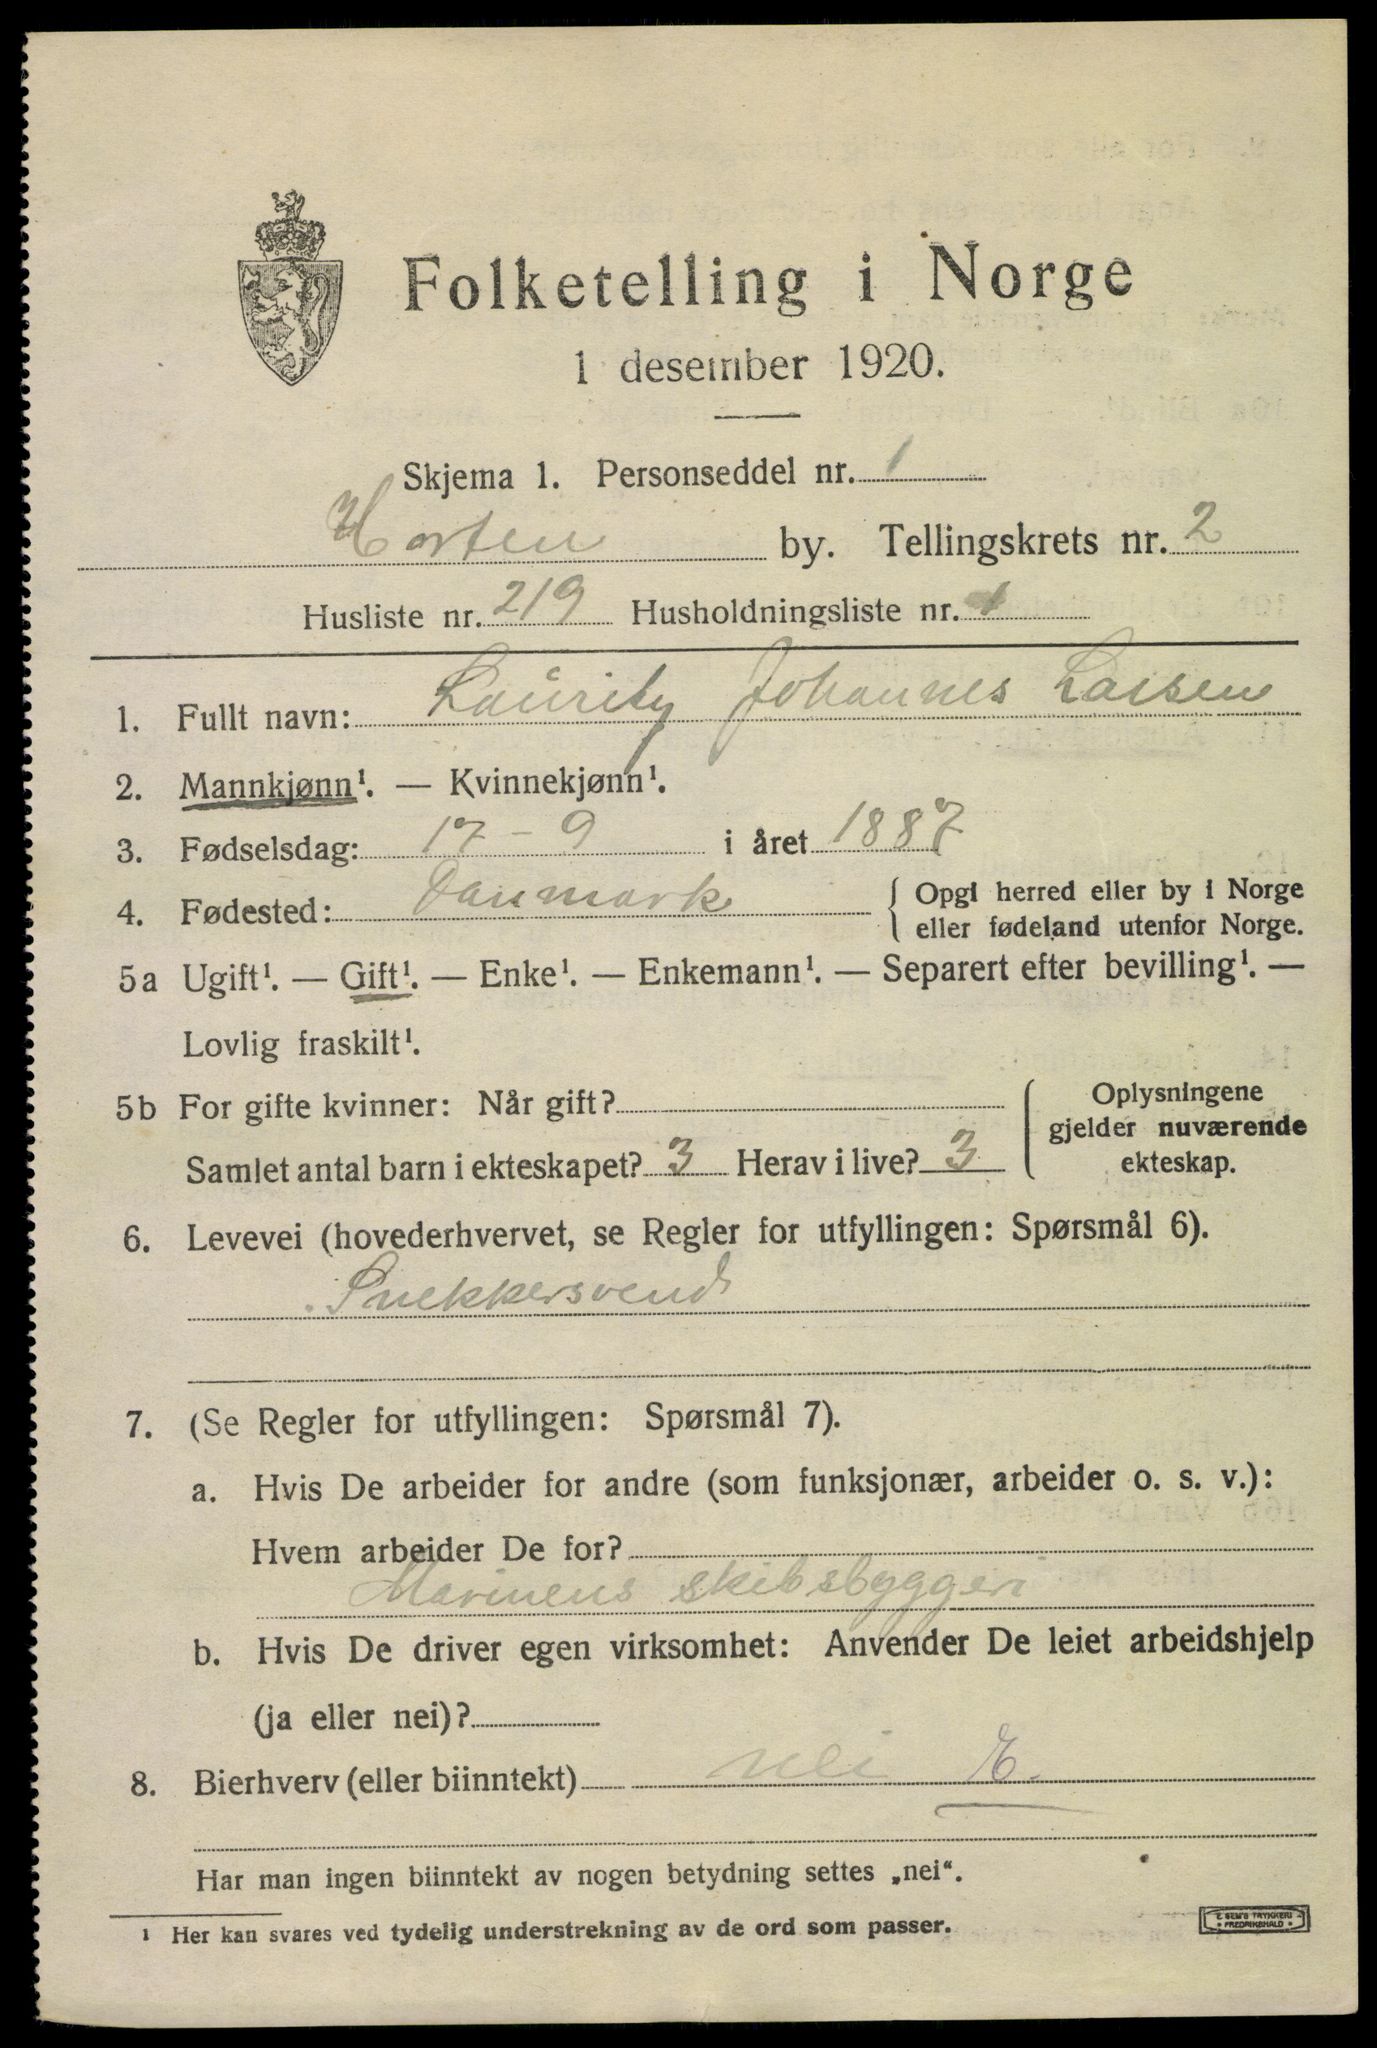 Folketelling i Norge
1 desember 1920.
Skjema 1. Personseddel nr. 1
Horten by. Tellingskrets nr. 2
Husliste nr. 219 Husholdningsliste nr. 1
1. Fullt navn: Lauritz Johannes Larsen
2. Mannkjønn¹. — Kvinnekjønn¹.
3. Fødselsdag: 17 - 9 i året 1887
4. Fødested: Danmark { Opgi herred eller by i Norge
eller fødeland utenfor Norge.
5a Ugift¹. — Gift¹. — Enke¹. — Enkemann¹. — Separert efter bevilling¹. —
Lovlig fraskilt¹.
5b For gifte kvinner: Når gift?
Samlet antal barn i ekteskapet? 3 Herav i live? 3
Oplysningene
gjelder nuværende
ekteskap.
6. Levevei (hovederhvervet, se Regler for utfyllingen: Spørsmål 6).
Snekkersvend
7. (Se Regler for utfyllingen: Spørsmål 7).
a. Hvis De arbeider for andre (som funksjonær, arbeider o. s. v.):
Hvem arbeider De for?
Marinens skibsbyggeri
b. Hvis De driver egen virksomhet: Anvender De leiet arbeidshjelp
(ja eller nei)?
8. Bierhverv (eller biinntekt) nei E.
Har man ingen biinntekt av nogen betydning settes „nei“.
¹ Her kan svares ved tydelig understrekning av de ord som passer.
E. SEM'S TRYKKERI
FREDRIKSHALD